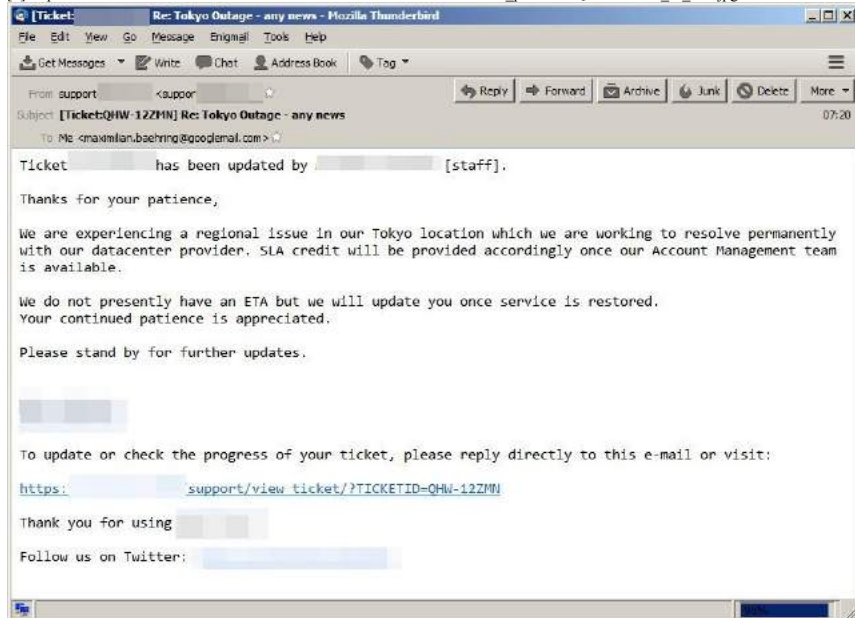 [Ticket: Re: Tokyo Outage - any news - Mozilla Thunderbird
File Edit View Go Message Enigmail Tools Help
Get Messages Write Chat Address Book Tag
From support <suppor Reply Forward Archive Junk Delete More
Subject [Ticket:QHW-12ZMN] Re: Tokyo Outage - any news 07:20
To Me <maximilian.baehring@googlemail.com>
Ticket has been updated by [staff].
Thanks for your patience,
We are experiencing a regional issue in our Tokyo location which we are working to resolve permanently
with our datacenter provider. SLA credit will be provided accordingly once our Account Management team
is available.
We do not presently have an ETA but we will update you once service is restored.
Your continued patience is appreciated.
Please stand by for further updates.
To update or check the progress of your ticket, please reply directly to this e-mail or visit:
https: support/view_ticket/?TICKETID=QHW-12ZMN
Thank you for using
Follow us on Twitter: